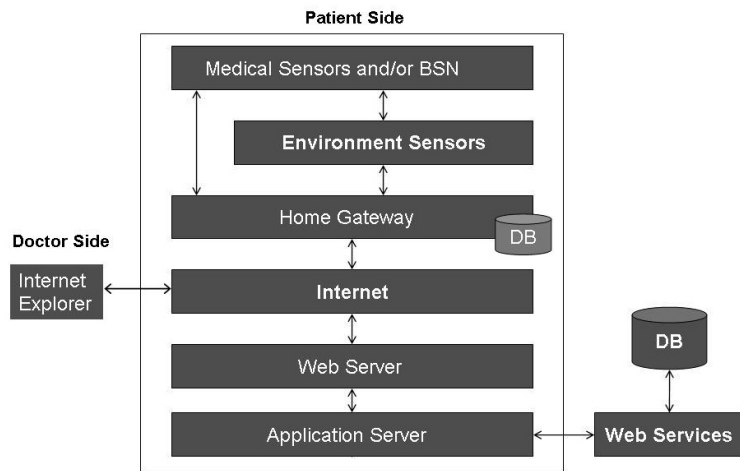 Patient Side
Medical Sensors and/or BSN
Environment Sensors
Home Gateway
DB
Doctor Side
Internet
Explorer
Internet
DB
Web Server
Application Server
Web Services